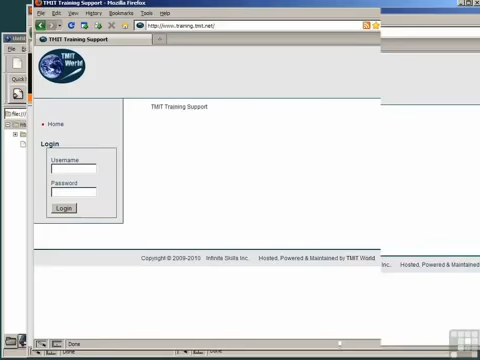 TMIT Training Support - Mozilla Firefox
File Edit View History Bookmarks Tools Help
http://www.training.tmit.net/
TMIT Training Support
TMIT
World
TMIT Training Support
Home
Login
Username
Password
Login
Copyright © 2009-2010 Infinite Skills Inc. Hosted, Powered & Maintained by TMIT World
Inc. Hosted, Powered & Maintained
Done
Done